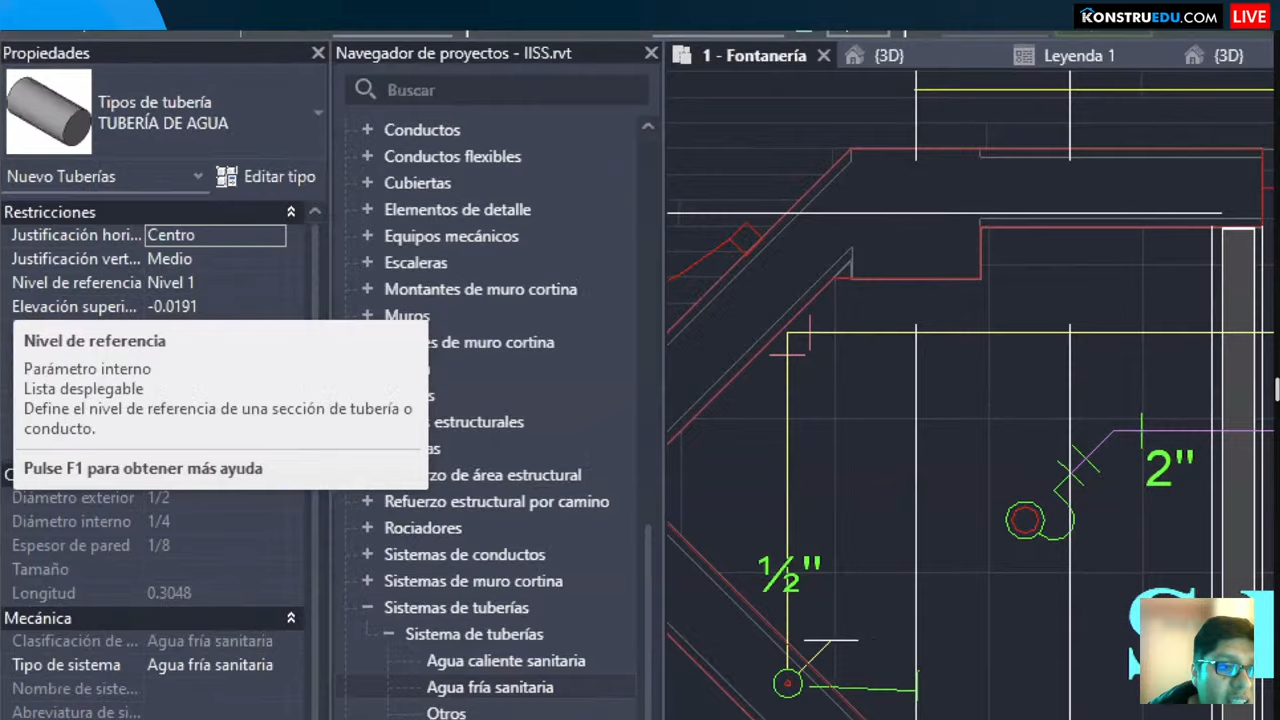 KONSTRUEDU.COM LIVE
Propiedades
Tipos de tubería
TUBERÍA DE AGUA
Nuevo Tuberías
Editar tipo
Restricciones
Justificación hori... Centro
Justificación vert... Medio
Nivel de referencia Nivel 1
Elevación superi... -0.0191
Nivel de referencia
Parámetro interno
Lista desplegable
Define el nivel de referencia de una sección de tubería o
conducto.
Pulse F1 para obtener más ayuda
Diámetro exterior 1/2
Diámetro interno 1/4
Espesor de pared 1/8
Tamaño
Longitud 0.3048
Mecánica
Clasificación de ... Agua fría sanitaria
Tipo de sistema Agua fría sanitaria
Nombre de siste...
Abreviatura de si...
Navegador de proyectos - IISS.rvt
Buscar
Conductos
Conductos flexibles
Cubiertas
Elementos de detalle
Equipos mecánicos
Escaleras
Montantes de muro cortina
Muros
es de muro cortina
s estructurales
zo de área estructural
Refuerzo estructural por camino
Rociadores
Sistemas de conductos
Sistemas de muro cortina
Sistemas de tuberías
Sistema de tuberías
Agua caliente sanitaria
Agua fría sanitaria
Otros
1 - Fontanería
{3D}
Leyenda 1
{3D}
2"
½"